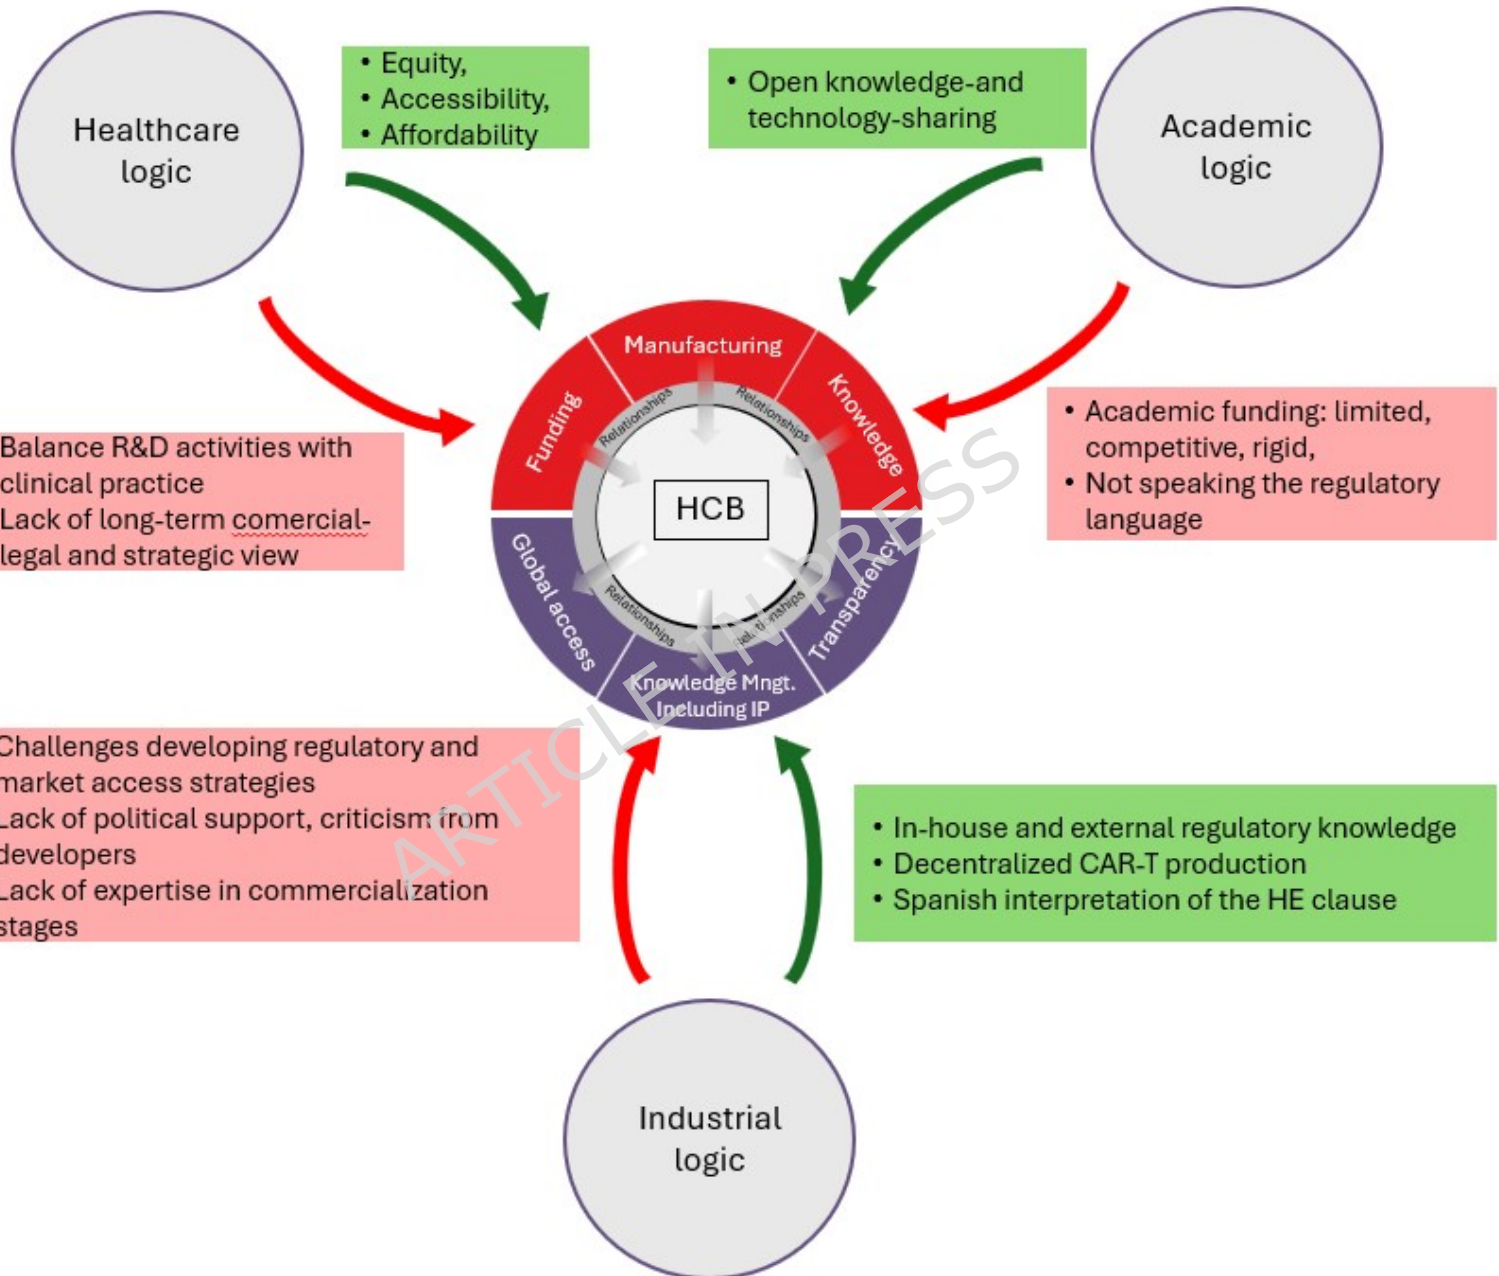 Healthcare
logic
• Equity,
• Accessibility,
• Affordability
• Open knowledge-and
technology-sharing
Academic
logic
Balance R&D activities with
clinical practice
Lack of long-term comercial-
legal and strategic view
Manufacturing
Funding
Knowledge
Relationships
Relationships
HCB
Global access
Transparency
Relationships
Relationships
Knowledge Mngt.
Including IP
• Academic funding: limited,
competitive, rigid,
• Not speaking the regulatory
language
Challenges developing regulatory and
market access strategies
Lack of political support, criticism from
developers
Lack of expertise in commercialization
stages
• In-house and external regulatory knowledge
• Decentralized CAR-T production
• Spanish interpretation of the HE clause
Industrial
logic
ARTICLE IN PRESS